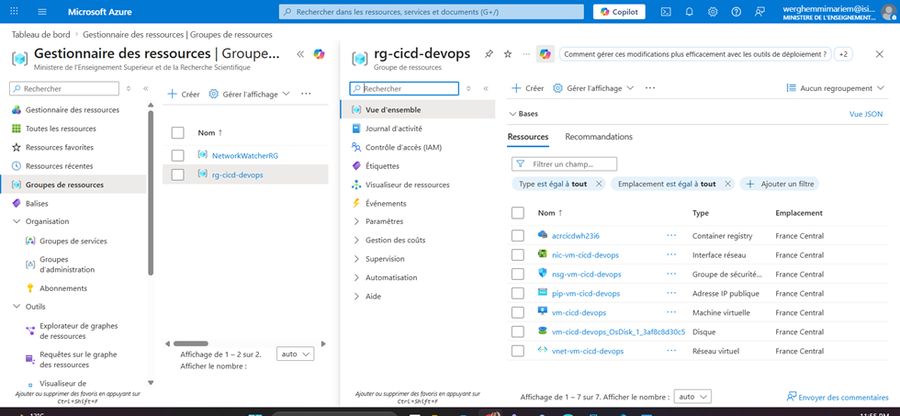 Microsoft Azure
Rechercher dans les ressources, services et documents (G+/)
Copilot
werghemmimariem@isi...
MINISTERE DE L'ENSEIGNEMENT...
Tableau de bord > Gestionnaire des ressources | Groupes de ressources >
Gestionnaire des ressources | Groupe...
Ministere de l'Enseignement Superieur et de la Recherche Scientifique
Rechercher
Gestionnaire des ressources
Toutes les ressources
Ressources favorites
Ressources récentes
Groupes de ressources
Balises
Organisation
Groupes de services
Groupes
d'administration
Abonnements
Outils
Explorateur de graphes
de ressources
Requêtes sur le graphe
des ressources
Visualiseur de
Ajouter ou supprimer des favoris en appuyant sur
Ctrl+Shift+F
Créer
Gérer l'affichage
Nom ↑
NetworkWatcherRG
rg-cicd-devops
Affichage de 1 – 2 sur 2.
Afficher le nombre :
auto
rg-cicd-devops
Groupe de ressources
Comment gérer ces modifications plus efficacement avec les outils de déploiement ?
+2
Rechercher
Vue d'ensemble
Journal d'activité
Contrôle d'accès (IAM)
Étiquettes
Visualiseur de ressources
Événements
Paramètres
Gestion des coûts
Supervision
Automatisation
Aide
Ajouter ou supprimer des favoris en appuyant sur
Ctrl+Shift+F
Créer
Gérer l'affichage
Aucun regroupement
Bases
Vue JSON
Ressources
Recommandations
Filtrer un champ...
Type est égal à tout
Emplacement est égal à tout
Ajouter un filtre
Nom ↑ Type Emplacement
acrcicdwh23i6 Container registry France Central
nic-vm-cicd-devops Interface réseau France Central
nsg-vm-cicd-devops Groupe de sécurité... France Central
pip-vm-cicd-devops Adresse IP publique France Central
vm-cicd-devops Machine virtuelle France Central
vm-cicd-devops_OsDisk_1_3af8c8d30c5 Disque France Central
vnet-vm-cicd-devops Réseau virtuel France Central
Affichage de 1 – 7 sur 7. Afficher le nombre :
auto
Envoyer des commentaires
12°C
11:55 PM